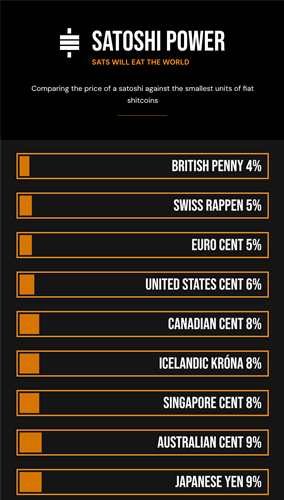 SATOSHI POWER
SATS WILL EAT THE WORLD
Comparing the price of a satoshi against the smallest units of fiat
shitcoins
BRITISH PENNY 4%
SWISS RAPPEN 5%
EURO CENT 5%
UNITED STATES CENT 6%
CANADIAN CENT 8%
ICELANDIC KRÓNA 8%
SINGAPORE CENT 8%
AUSTRALIAN CENT 9%
JAPANESE YEN 9%